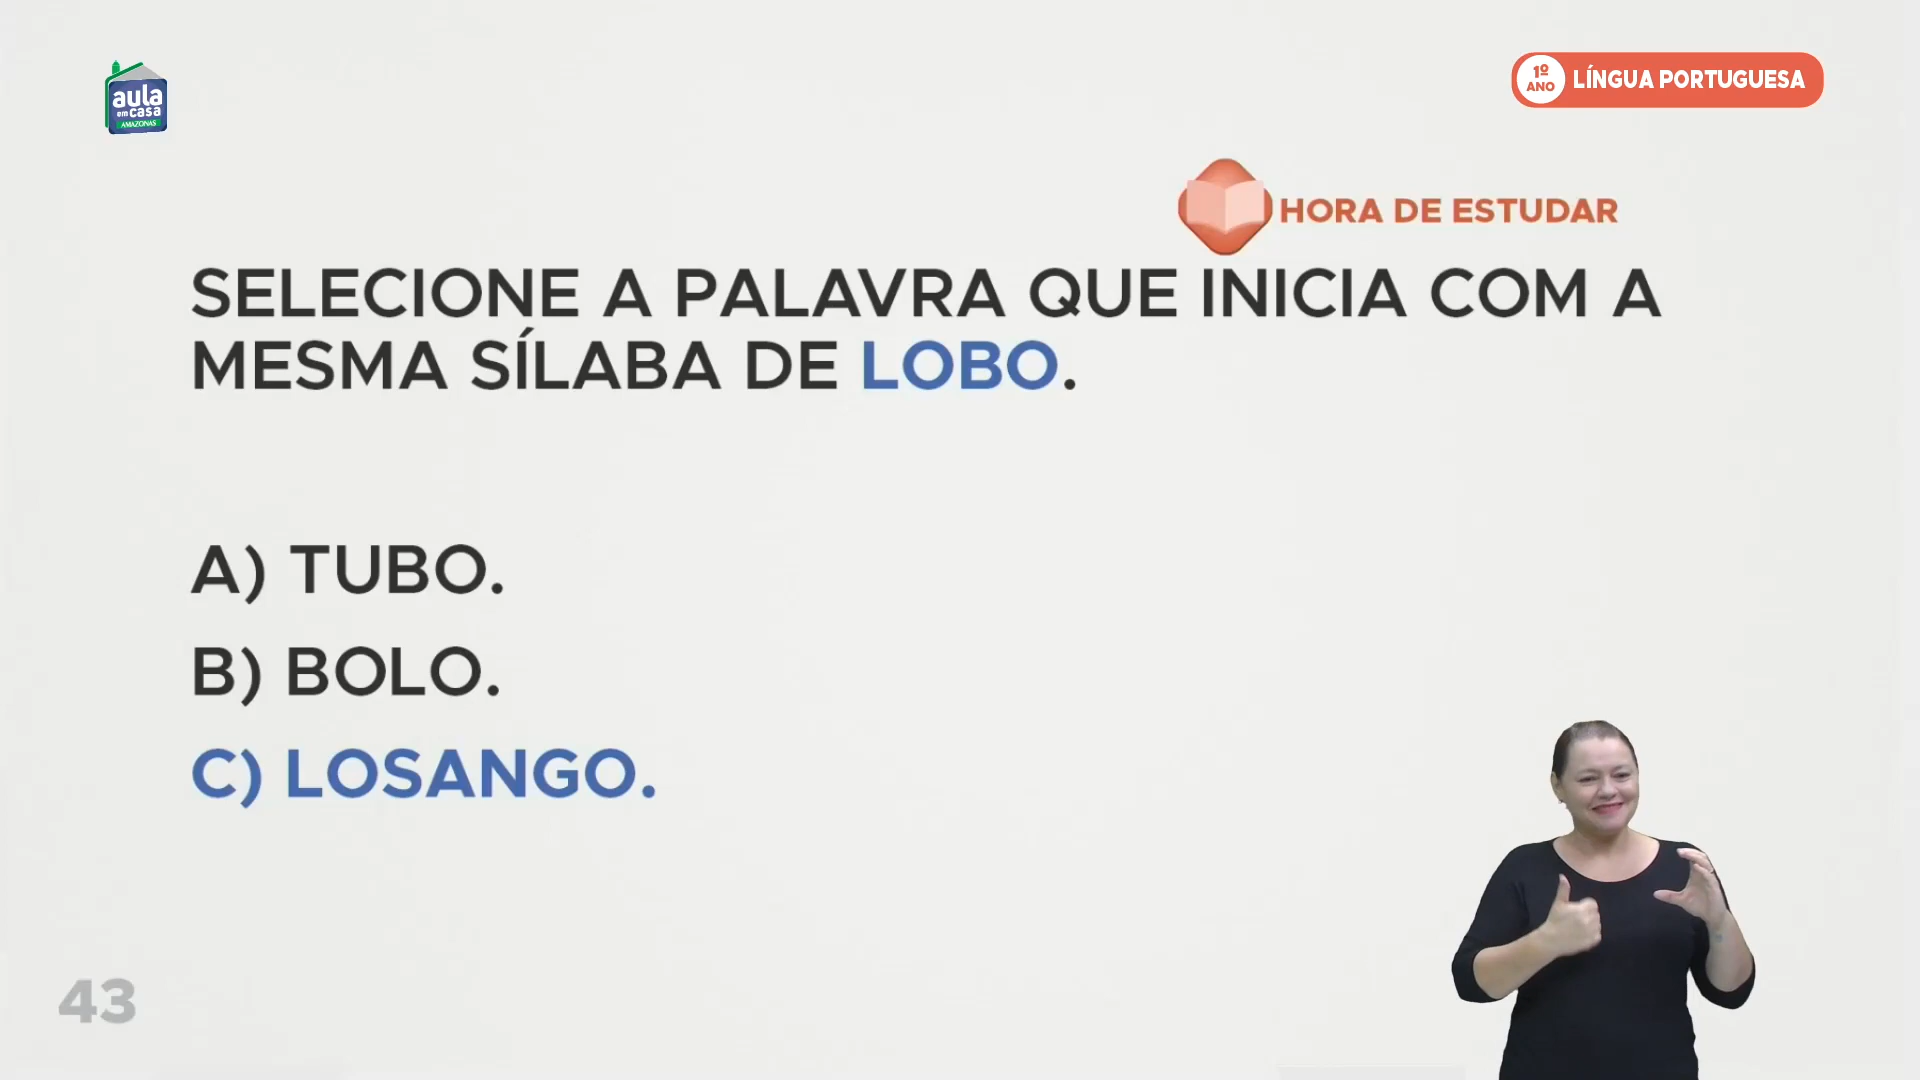 aula
em casa
AMAZONAS
1º
ANO
LÍNGUA PORTUGUESA
HORA DE ESTUDAR
SELECIONE A PALAVRA QUE INICIA COM A
MESMA SÍLABA DE LOBO.
A) TUBO.
B) BOLO.
C) LOSANGO.
43